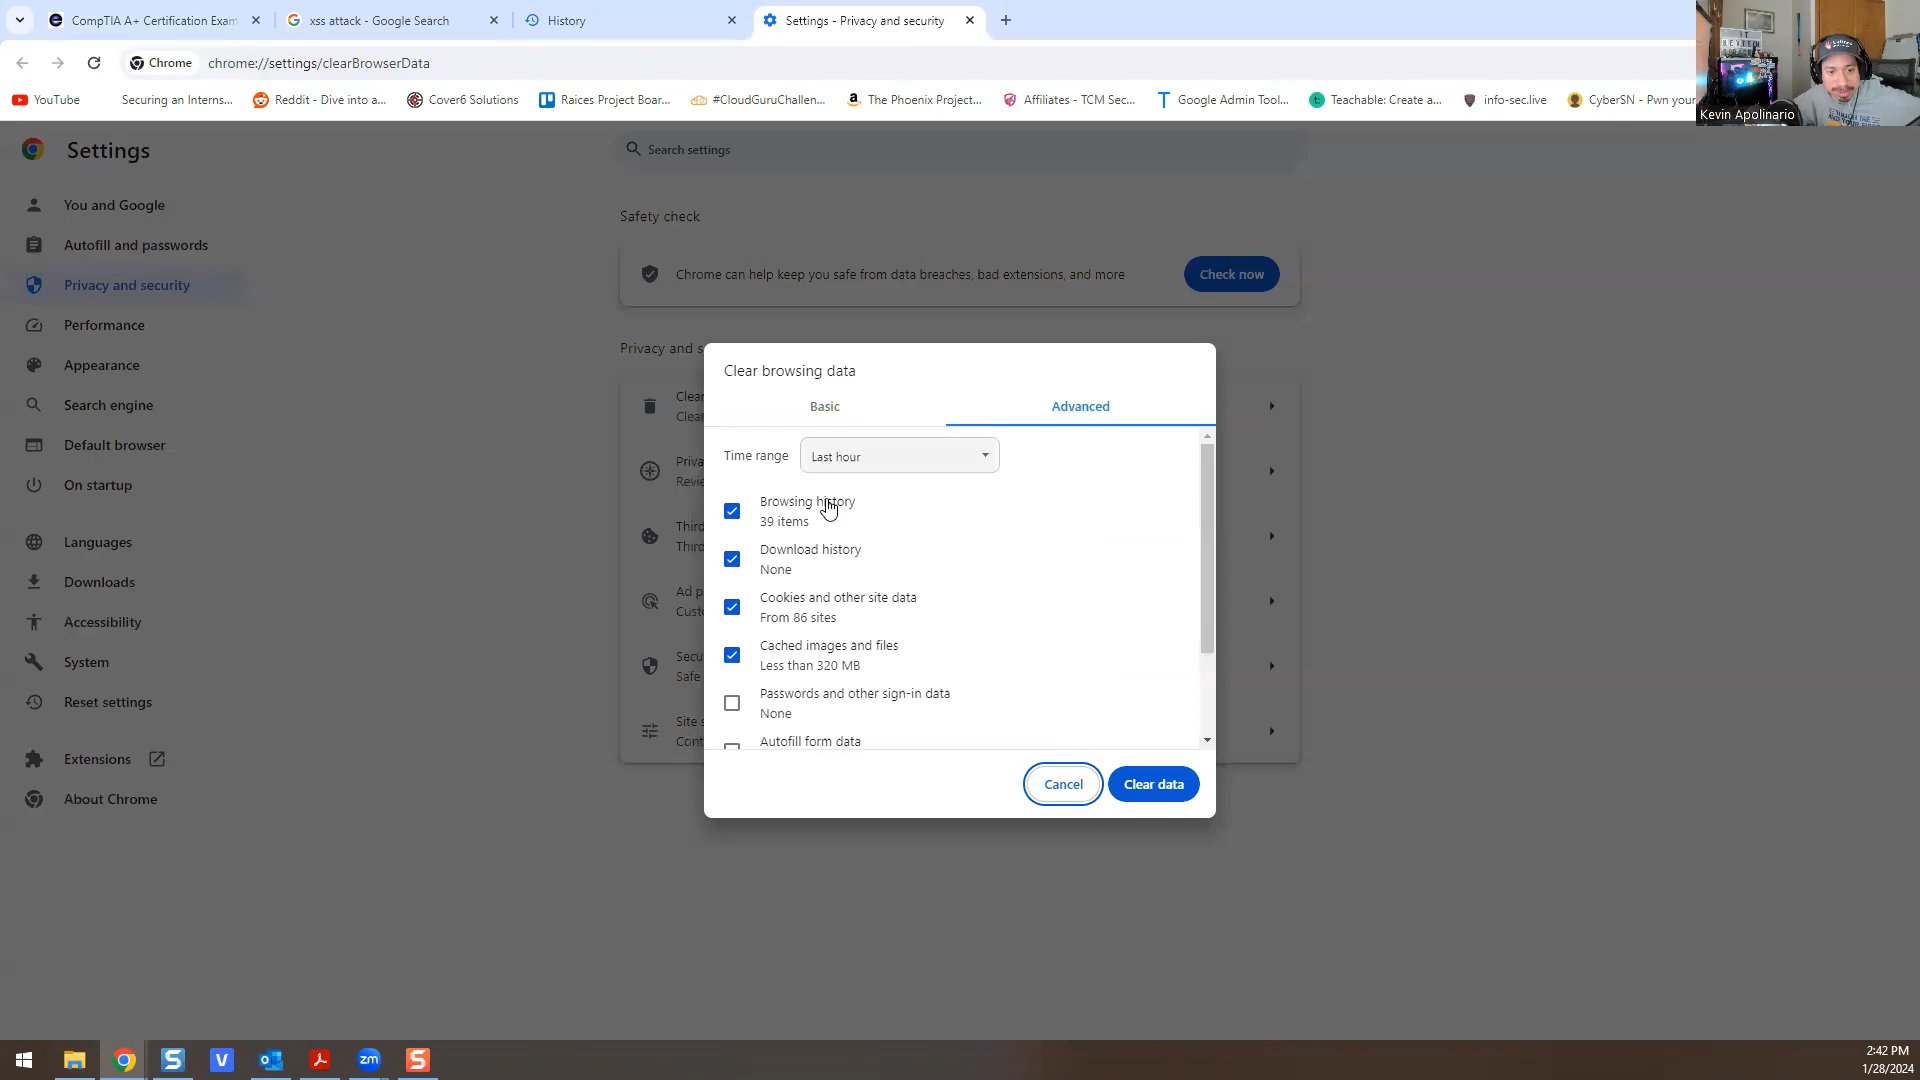 CompTIA A+ Certification Exam
xss attack - Google Search
History
Settings - Privacy and security
Chrome
chrome://settings/clearBrowserData
YouTube
Securing an Interns...
Reddit - Dive into a...
Cover6 Solutions
Raices Project Boar...
#CloudGuruChallen...
The Phoenix Project...
Affiliates - TCM Sec...
Google Admin Tool...
Teachable: Create a...
info-sec.live
CyberSN - Pwn your
Kevin Apolinario
Settings
Search settings
You and Google
Autofill and passwords
Privacy and security
Performance
Appearance
Search engine
Default browser
On startup
Languages
Downloads
Accessibility
System
Reset settings
Extensions
About Chrome
Safety check
Chrome can help keep you safe from data breaches, bad extensions, and more
Check now
Privacy and s
Clear
Clear
Priva
Revie
Third
Third
Ad p
Custo
Secu
Safe
Site s
Cont
Clear browsing data
Basic
Advanced
Time range
Last hour
Browsing history
39 items
Download history
None
Cookies and other site data
From 86 sites
Cached images and files
Less than 320 MB
Passwords and other sign-in data
None
Autofill form data
Cancel
Clear data
zm
2:42 PM
1/28/2024